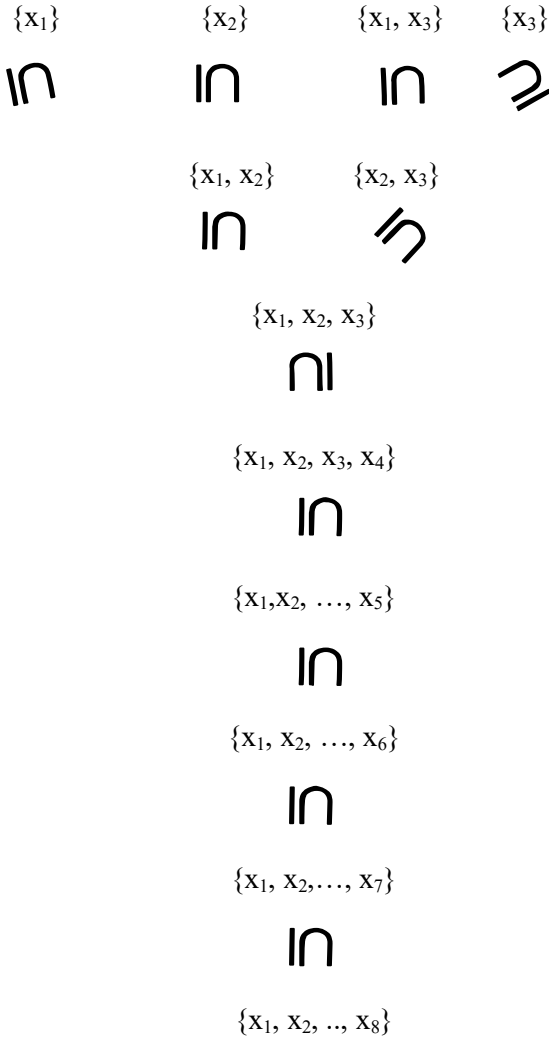 {x₁} {x₂} {x₁, x₃} {x₃}
{x₁, x₂} {x₂, x₃}
{x₁, x₂, x₃}
{x₁, x₂, x₃, x₄}
{x₁,x₂, …, x₅}
{x₁, x₂, …, x₆}
{x₁, x₂,…, x₇}
{x₁, x₂, .., x₈}